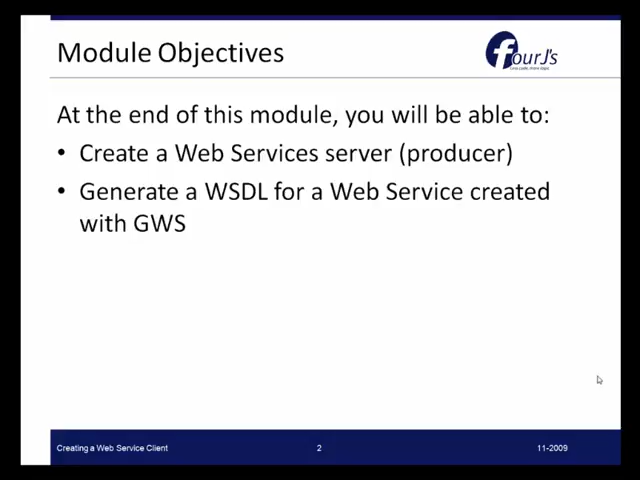 Module Objectives
fourJ's
At the end of this module, you will be able to:
• Create a Web Services server (producer)
• Generate a WSDL for a Web Service created
with GWS
Creating a Web Service Client
2
11-2009